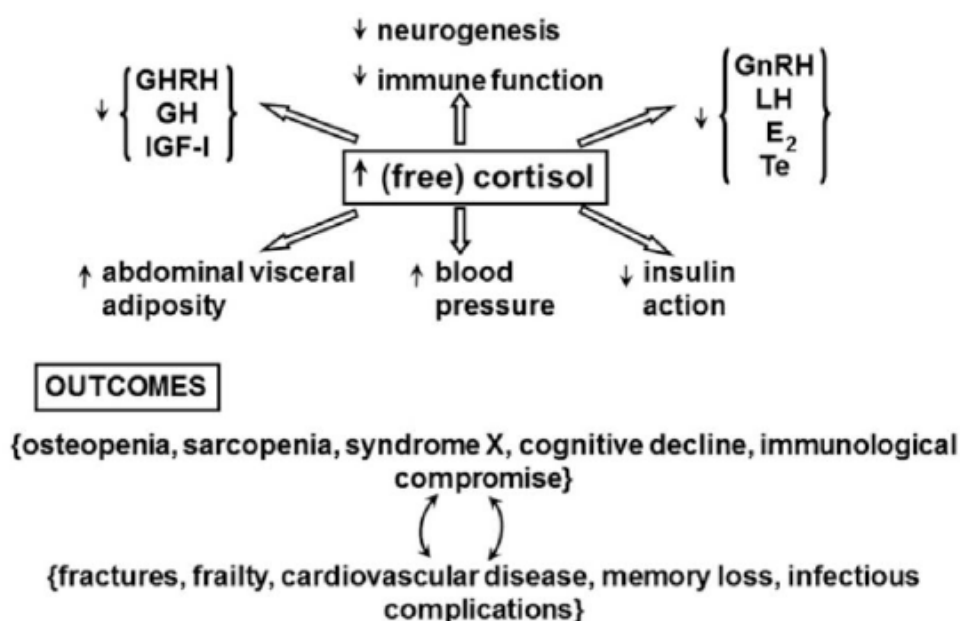 ↓ neurogenesis
↓ immune function
↓ { GHRH
GH
IGF-I }
↓ { GnRH
LH
E₂
Te }
↑ (free) cortisol
↑ abdominal visceral
adiposity
↑ blood
pressure
↓ insulin
action
OUTCOMES
{osteopenia, sarcopenia, syndrome X, cognitive decline, immunological
compromise}
{fractures, frailty, cardiovascular disease, memory loss, infectious
complications}